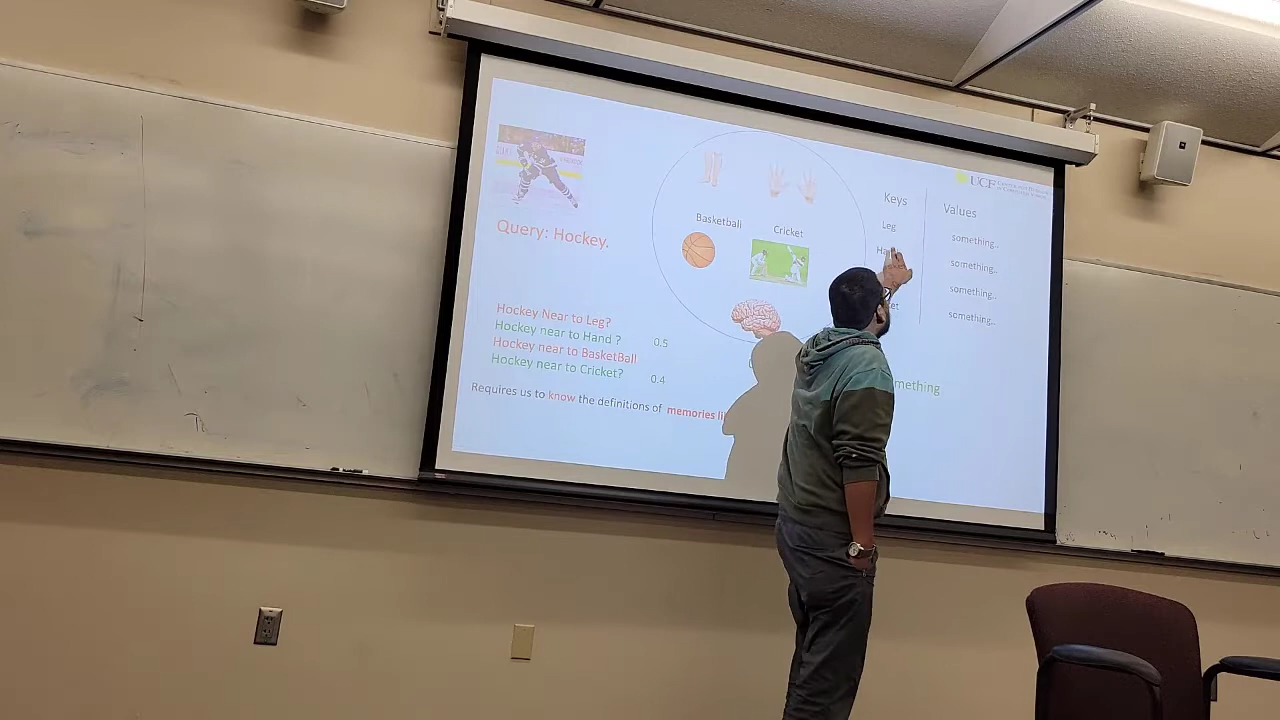 UCF
Keys
Values
Leg
something..
something..
something..
something..
Basketball
Cricket
Query: Hockey.
Hockey Near to Leg?
Hockey near to Hand ? 0.5
Hockey near to BasketBall
Hockey near to Cricket? 0.4
Requires us to know the definitions of memories